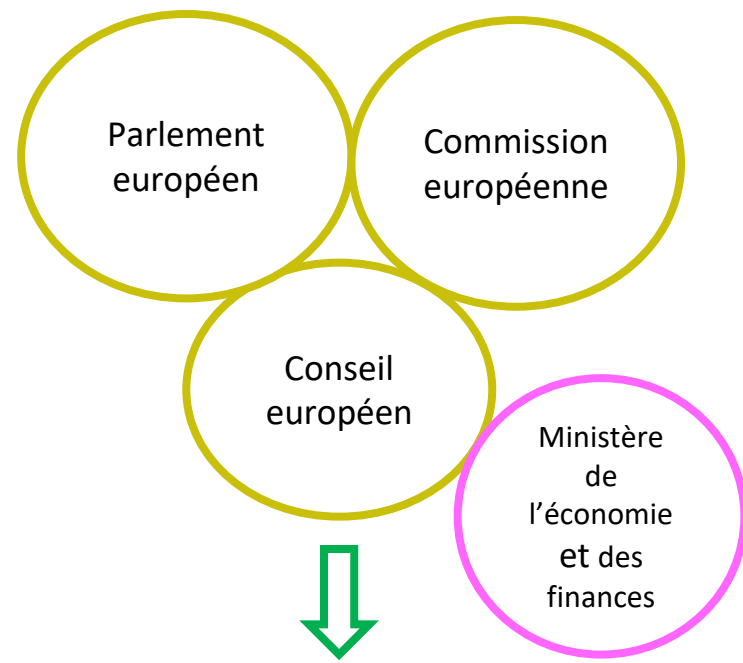 Parlement
européen
Commission
européenne
Conseil
européen
Ministère
de
l’économie
et des
finances